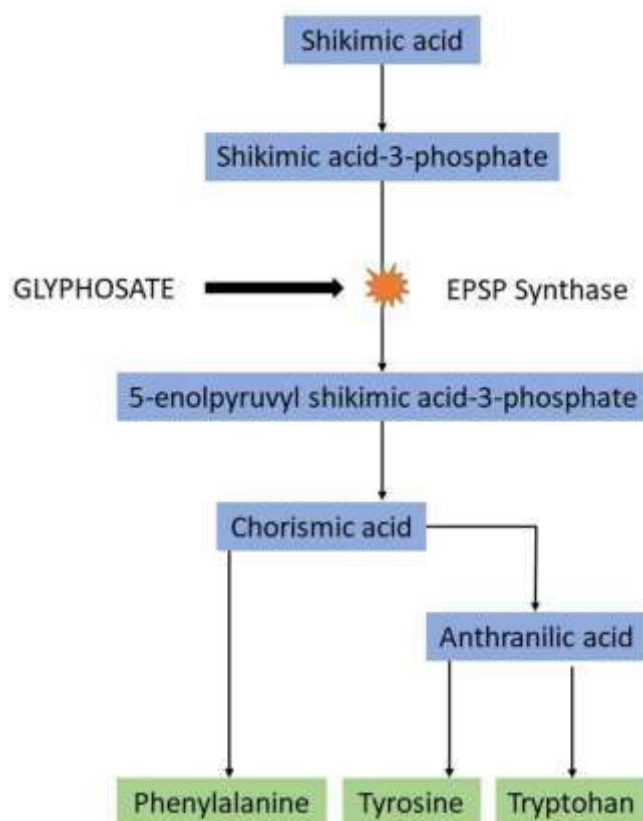 Shikimic acid
Shikimic acid-3-phosphate
GLYPHOSATE
EPSP Synthase
5-enolpyruvyl shikimic acid-3-phosphate
Chorismic acid
Anthranilic acid
Phenylalanine
Tyrosine
Tryptohan